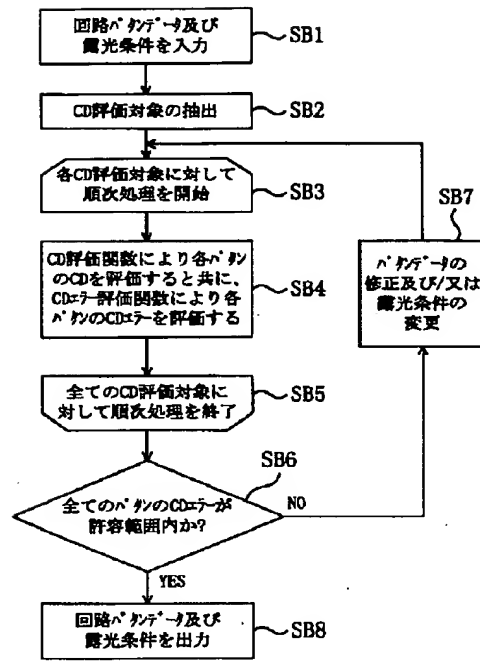 回路ﾊﾟﾀﾝﾃﾞｰﾀ及び
露光条件を入力
SB1
CD評価対象の抽出
SB2
各CD評価対象に対して
順次処理を開始
SB3
CD評価関数により各ﾊﾟﾀﾝ
のCDを評価すると共に、
CDｴﾗｰ評価関数により各
ﾊﾟﾀﾝのCDｴﾗｰを評価する
SB4
SB7
ﾊﾟﾀﾝﾃﾞｰﾀの
修正及び/又は
露光条件の
変更
全てのCD評価対象に
対して順次処理を終了
SB5
SB6
全てのﾊﾟﾀﾝのCDｴﾗｰが
許容範囲内か?
NO
YES
回路ﾊﾟﾀﾝﾃﾞｰﾀ及び
露光条件を出力
SB8